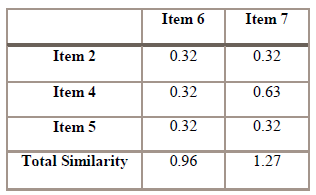 Item 6 Item 7
Item 2 0.32 0.32
Item 4 0.32 0.63
Item 5 0.32 0.32
Total Similarity 0.96 1.27